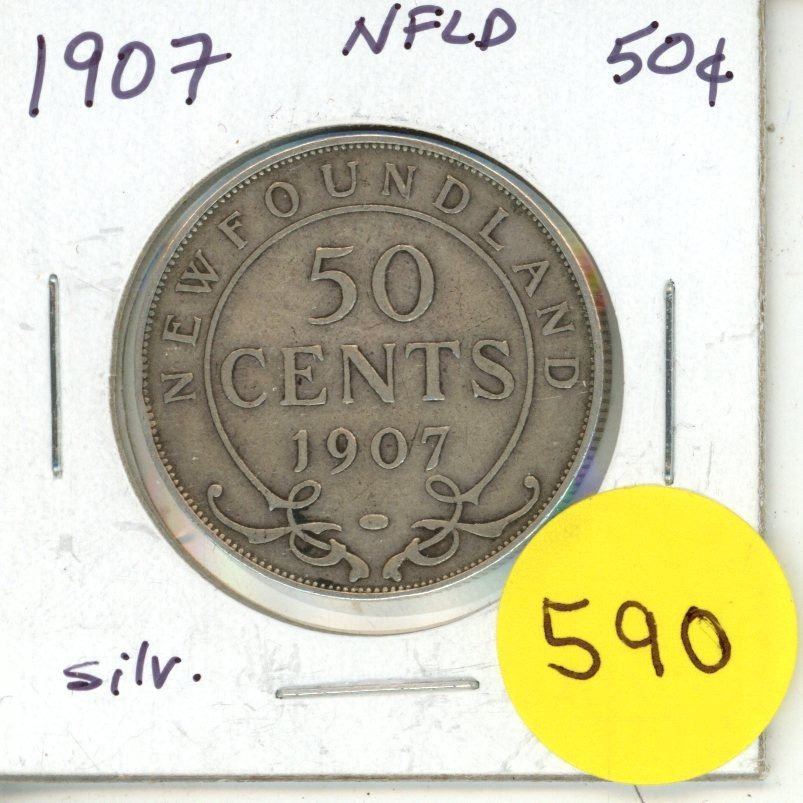 1907 NFLD 50¢
NEWFOUNDLAND
50
CENTS
1907
silv.
590